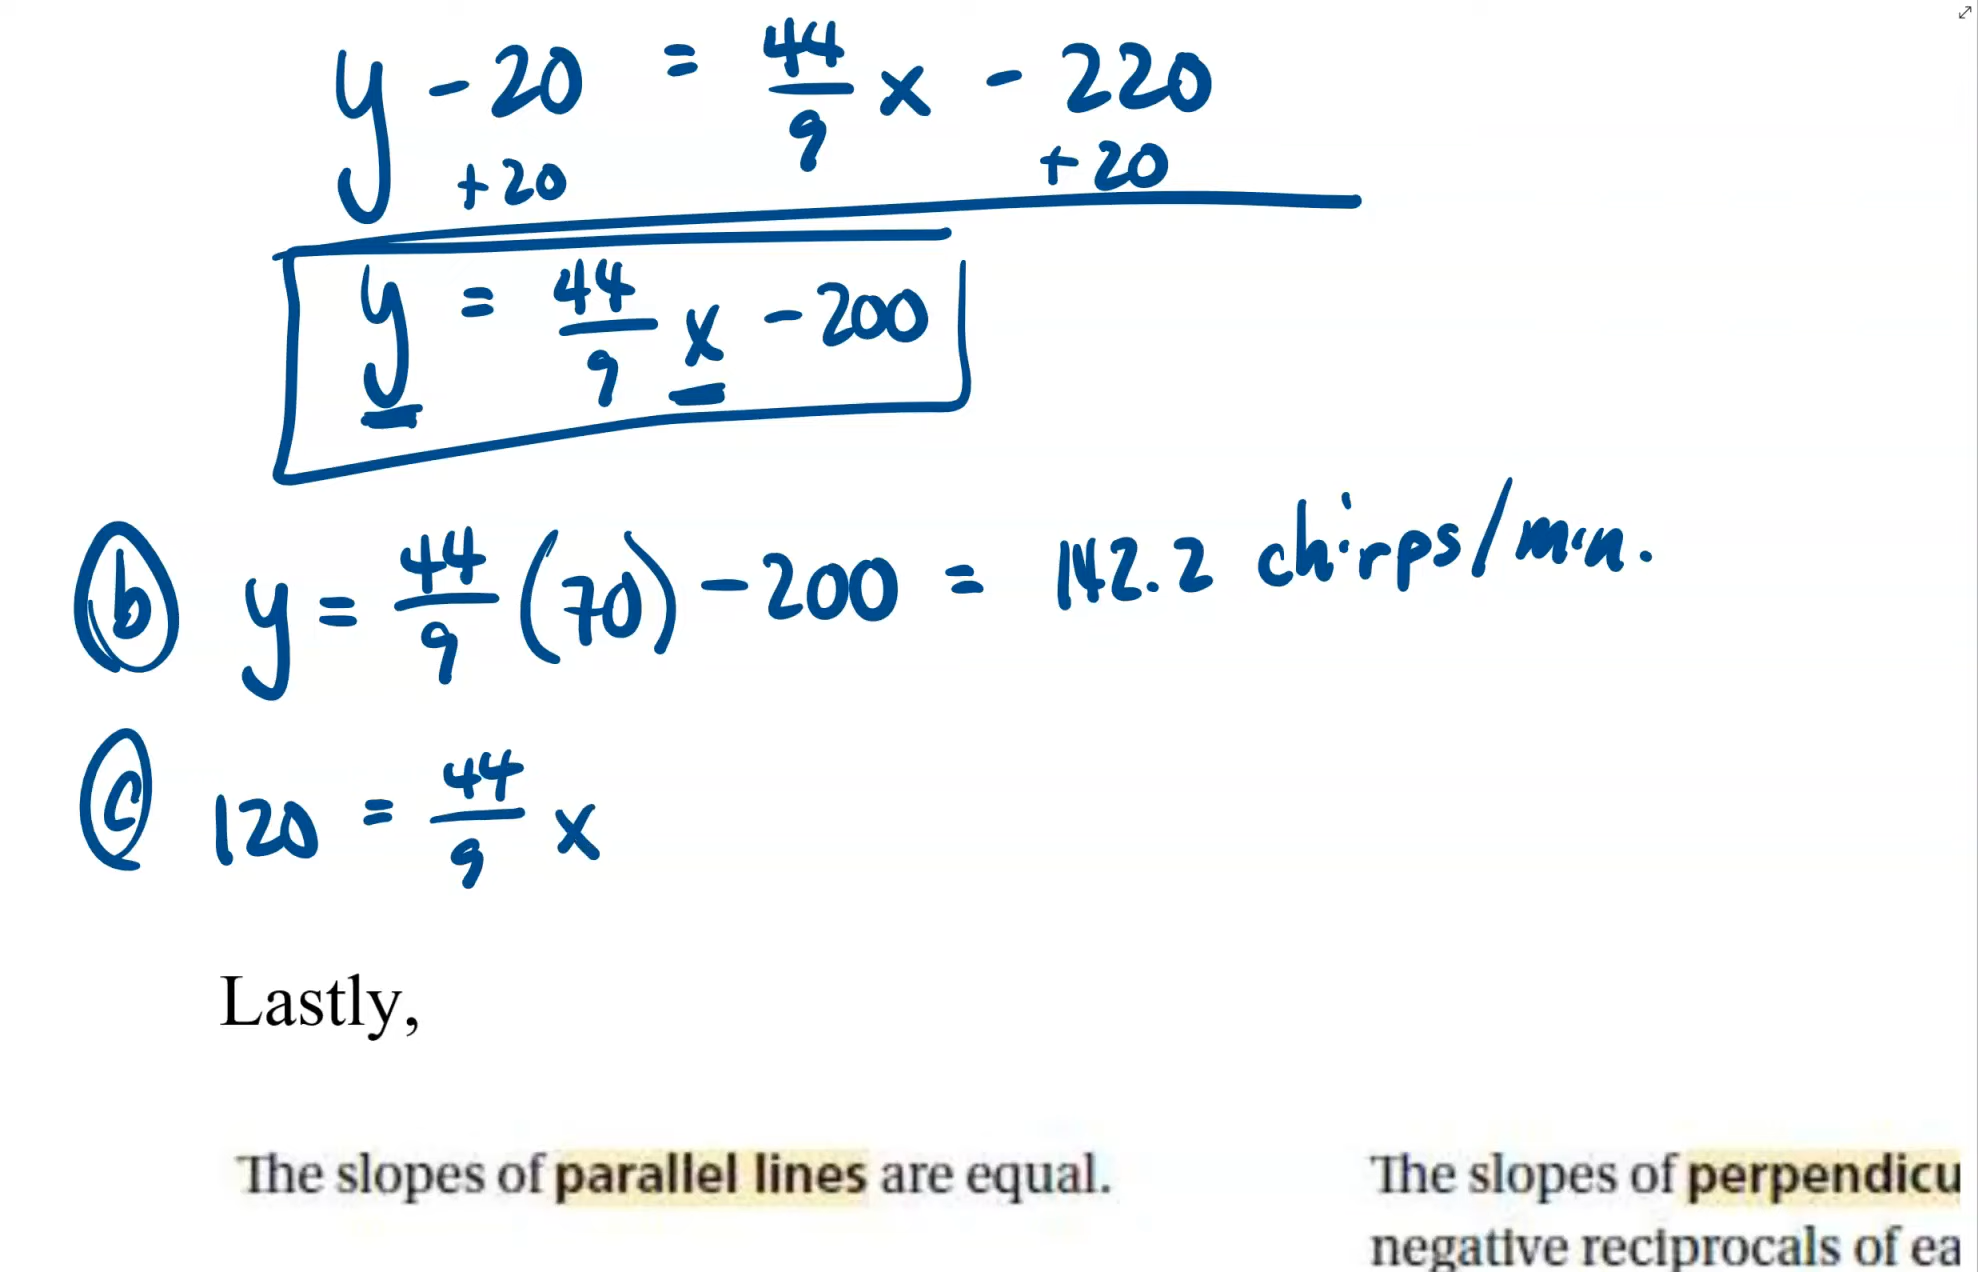 y - 20 = 44/9 x - 220
+20 +20
y = 44/9 x - 200
(b) y = 44/9 (70) - 200 = 142.2 chirps/min.
(c) 120 = 44/9 x
Lastly,
The slopes of parallel lines are equal.
The slopes of perpendicu
negative reciprocals of ea